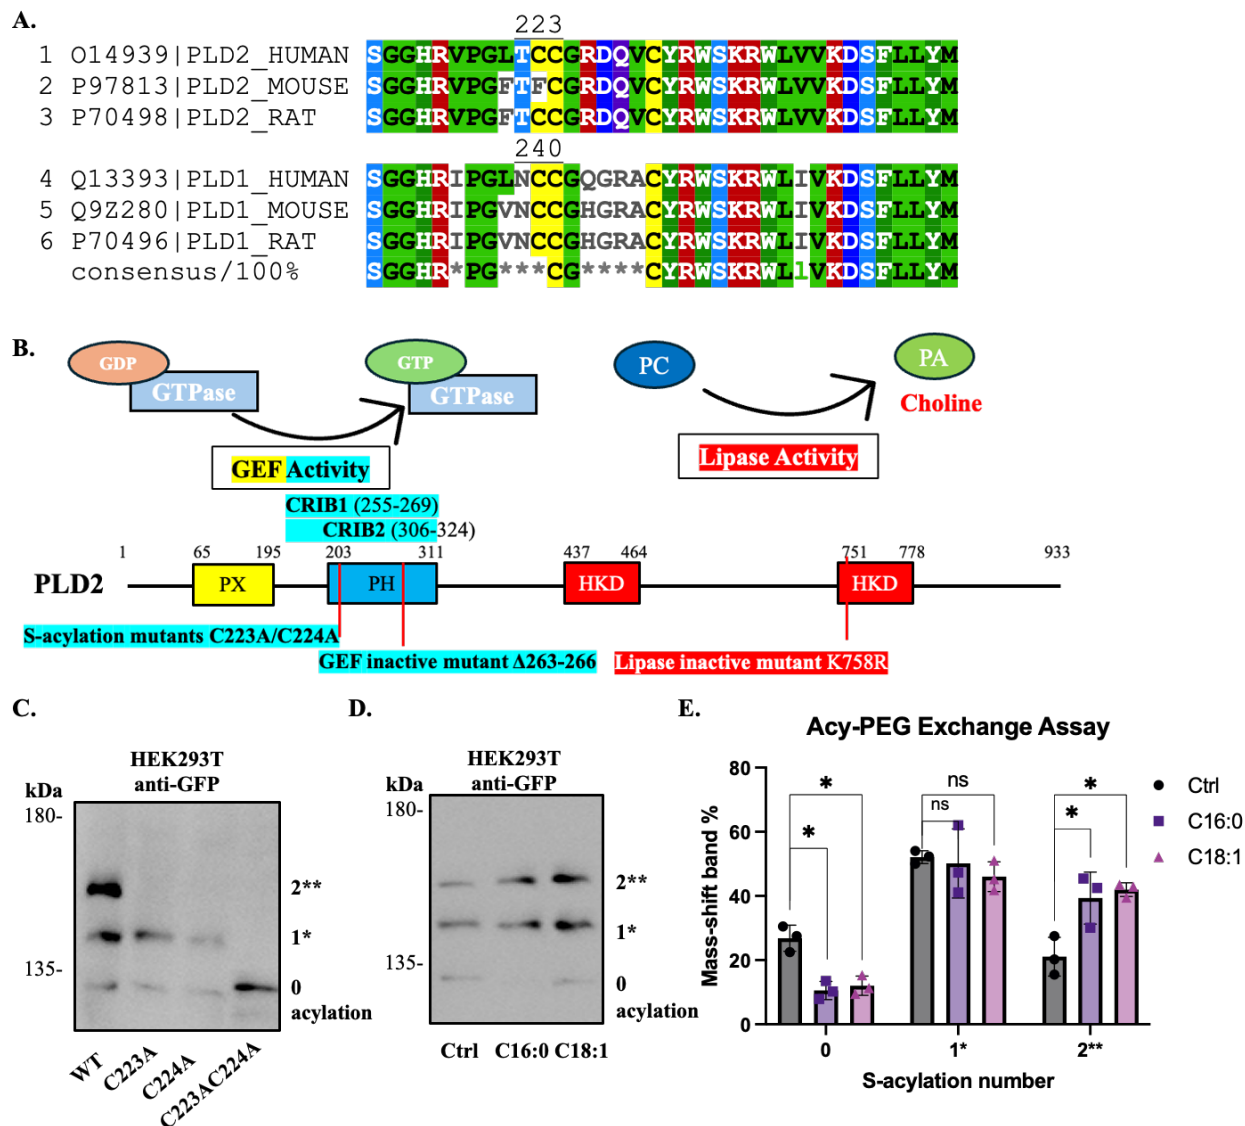 A.
223
1 O14939|PLD2_HUMAN SGGHRVPGLTCCGRDQVCYRWSKRWLVVKDSFLLYM
2 P97813|PLD2_MOUSE SGGHRVPGFTFCGRDQVCYRWSKRWLVVKDSFLLYM
3 P70498|PLD2_RAT SGGHRVPGFTCCGRDQVCYRWSKRWLVVKDSFLLYM
240
4 Q13393|PLD1_HUMAN SGGHRIPGLNCCGQGRACYRWSKRWLIVKDSFLLYM
5 Q9Z280|PLD1_MOUSE SGGHRIPGVNCCGHGRACYRWSKRWLIVKDSFLLYM
6 P70496|PLD1_RAT SGGHRIPGVNCCGHGRACYRWSKRWLIVKDSFLLYM
consensus/100% SGGHR*PG***CG****CYRWSKRWLlVKDSFLLYM
B.
GDP
GTPase
GTP
GTPase
PC
PA
Choline
GEF Activity
Lipase Activity
CRIB1 (255-269)
CRIB2 (306-324)
1 65 195 203 311 437 464 751 778 933
PLD2 PX PH HKD HKD
S-acylation mutants C223A/C224A
GEF inactive mutant Δ263-266
Lipase inactive mutant K758R
C.
HEK293T
anti-GFP
kDa
180-
2**
1*
135-
0
acylation
WT C223A C224A C223AC224A
D.
HEK293T
anti-GFP
kDa
180-
2**
1*
135-
0
acylation
Ctrl C16:0 C18:1
E.
Acy-PEG Exchange Assay
Mass-shift band %
80
60
40
20
0
* * ns ns * *
Ctrl
C16:0
C18:1
0 1* 2**
S-acylation number